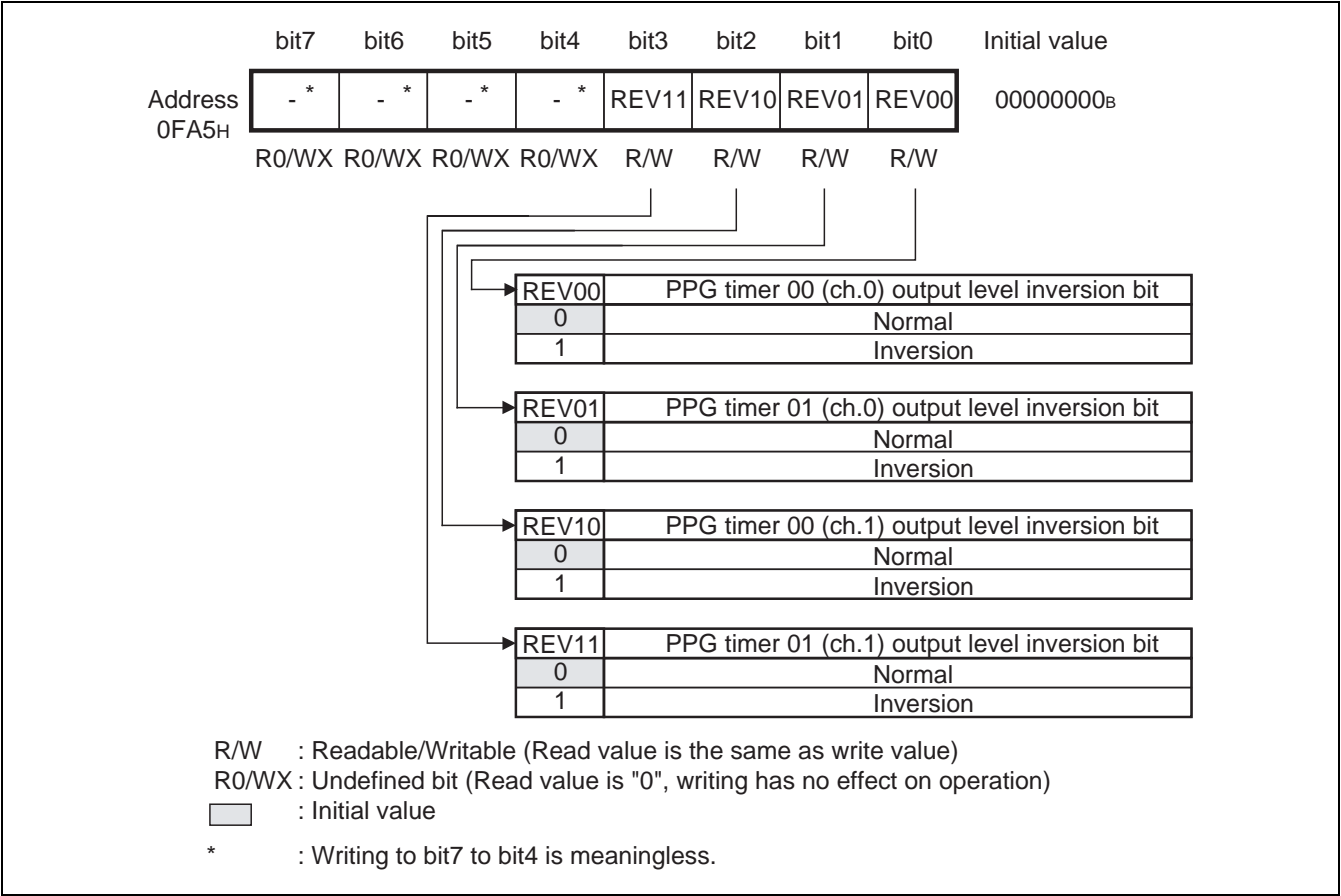 bit7 bit6 bit5 bit4 bit3 bit2 bit1 bit0 Initial value
Address - * - * - * - * REV11 REV10 REV01 REV00 00000000B
0FA5H
R0/WX R0/WX R0/WX R0/WX R/W R/W R/W R/W
REV00 PPG timer 00 (ch.0) output level inversion bit
0 Normal
1 Inversion
REV01 PPG timer 01 (ch.0) output level inversion bit
0 Normal
1 Inversion
REV10 PPG timer 00 (ch.1) output level inversion bit
0 Normal
1 Inversion
REV11 PPG timer 01 (ch.1) output level inversion bit
0 Normal
1 Inversion
R/W : Readable/Writable (Read value is the same as write value)
R0/WX : Undefined bit (Read value is "0", writing has no effect on operation)
: Initial value
* : Writing to bit7 to bit4 is meaningless.